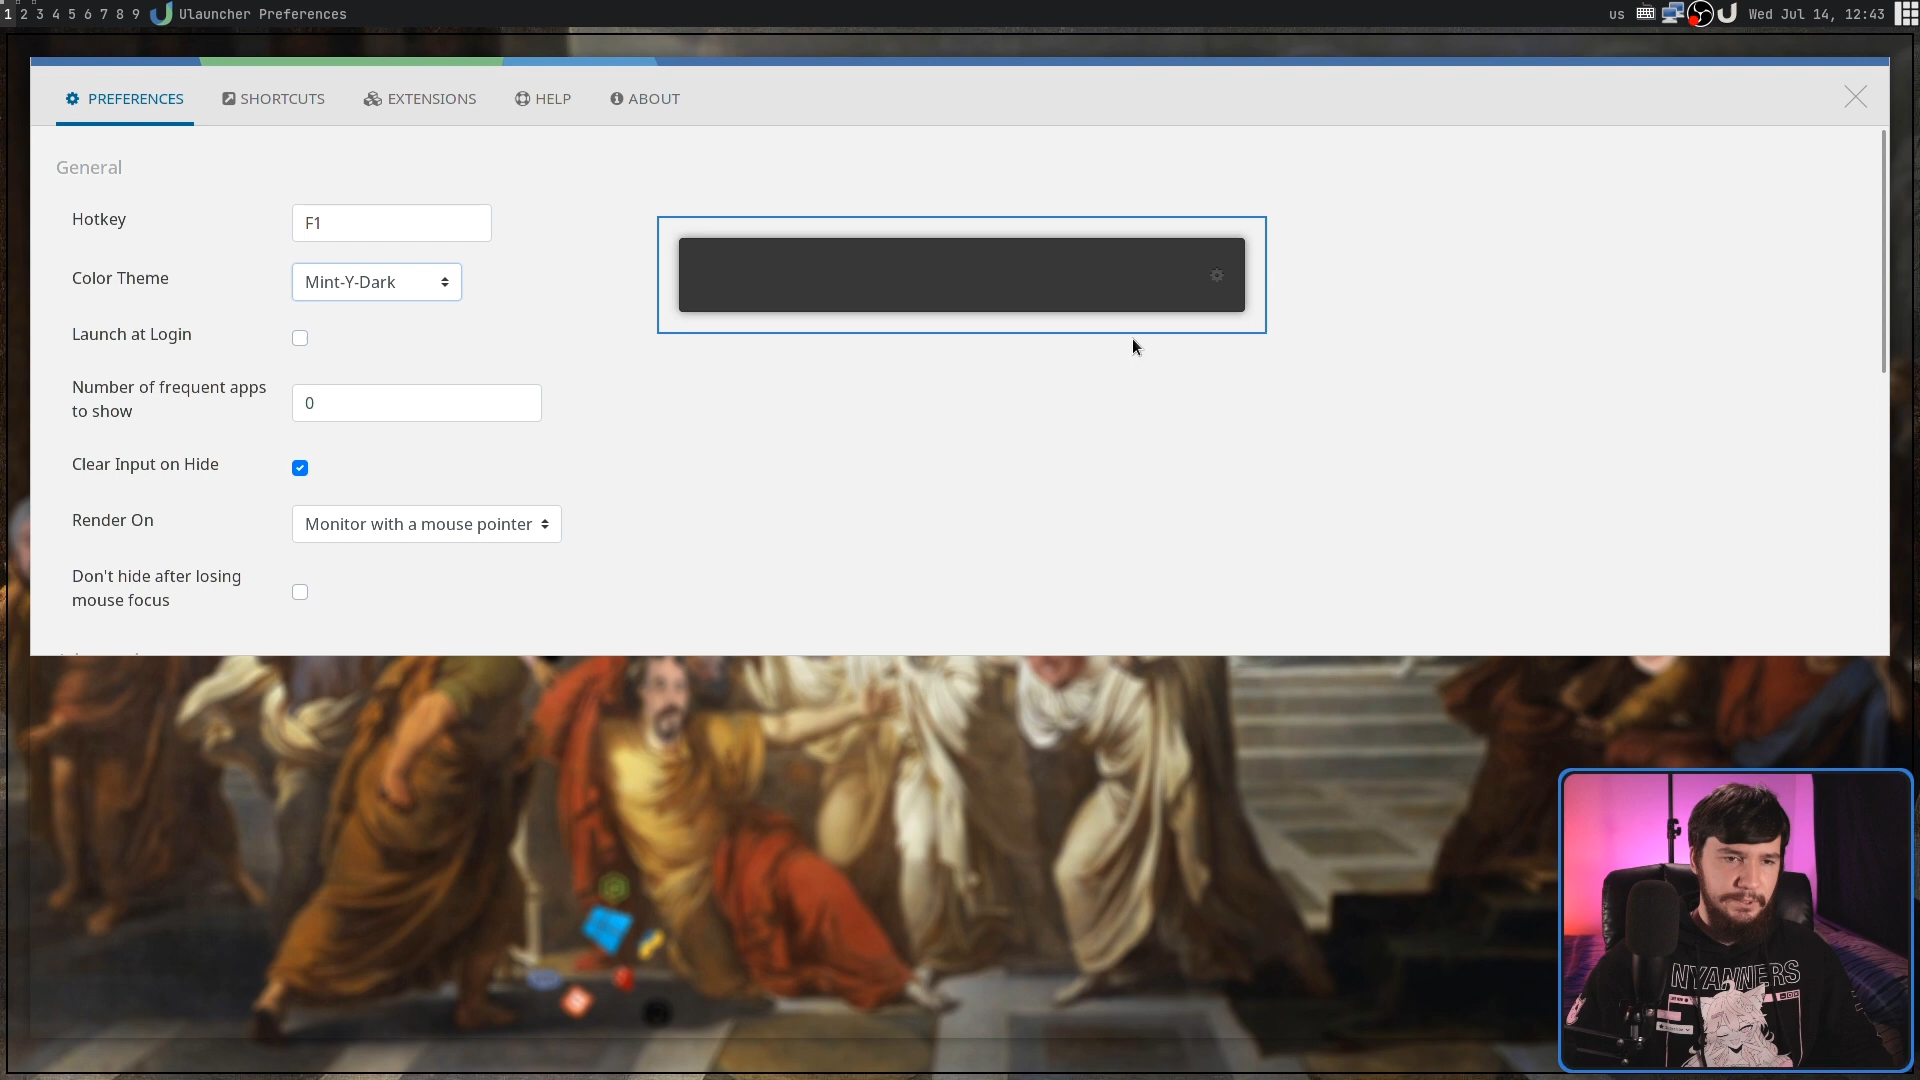 1 2 3 4 5 6 7 8 9 Ulauncher Preferences us Wed Jul 14, 12:43
PREFERENCES SHORTCUTS EXTENSIONS HELP ABOUT
General
Hotkey F1
Color Theme Mint-Y-Dark
Launch at Login
Number of frequent apps
to show
0
Clear Input on Hide
Render On Monitor with a mouse pointer
Don't hide after losing
mouse focus
NYANNERS